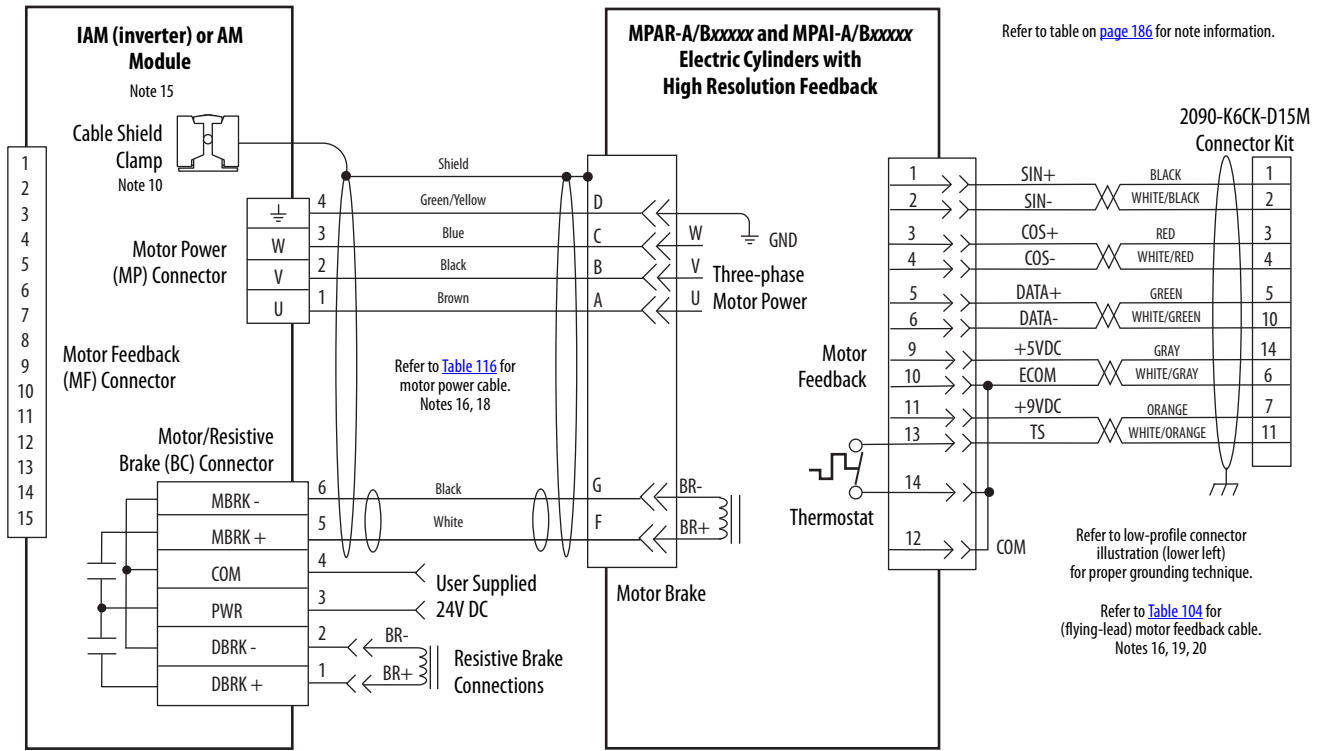 IAM (inverter) or AM
Module
Note 15
Cable Shield
Clamp
Note 10
1
2
3
4
5
6
7
8
9
10
11
12
13
14
15
Motor Feedback
(MF) Connector
Motor Power
(MP) Connector
W
V
U
4
3
2
1
Shield
Green/Yellow
Blue
Black
Brown
Refer to Table 116 for
motor power cable.
Notes 16, 18
Motor/Resistive
Brake (BC) Connector
MBRK -
MBRK +
COM
PWR
DBRK -
DBRK +
6
5
4
3
2
1
Black
White
User Supplied
24V DC
BR-
BR+
Resistive Brake
Connections
MPAR-A/Bxxxxx and MPAI-A/Bxxxxx
Electric Cylinders with
High Resolution Feedback
D
C
B
A
W
V
U
GND
Three-phase
Motor Power
G
F
BR-
BR+
Motor Brake
Motor
Feedback
Thermostat
1
2
3
4
5
6
9
10
11
13
14
12
COM
SIN+
SIN-
COS+
COS-
DATA+
DATA-
+5VDC
ECOM
+9VDC
TS
BLACK
WHITE/BLACK
RED
WHITE/RED
GREEN
WHITE/GREEN
GRAY
WHITE/GRAY
ORANGE
WHITE/ORANGE
Refer to table on page 186 for note information.
2090-K6CK-D15M
Connector Kit
1
2
3
4
5
10
14
6
7
11
Refer to low-profile connector
illustration (lower left)
for proper grounding technique.
Refer to Table 104 for
(flying-lead) motor feedback cable.
Notes 16, 19, 20